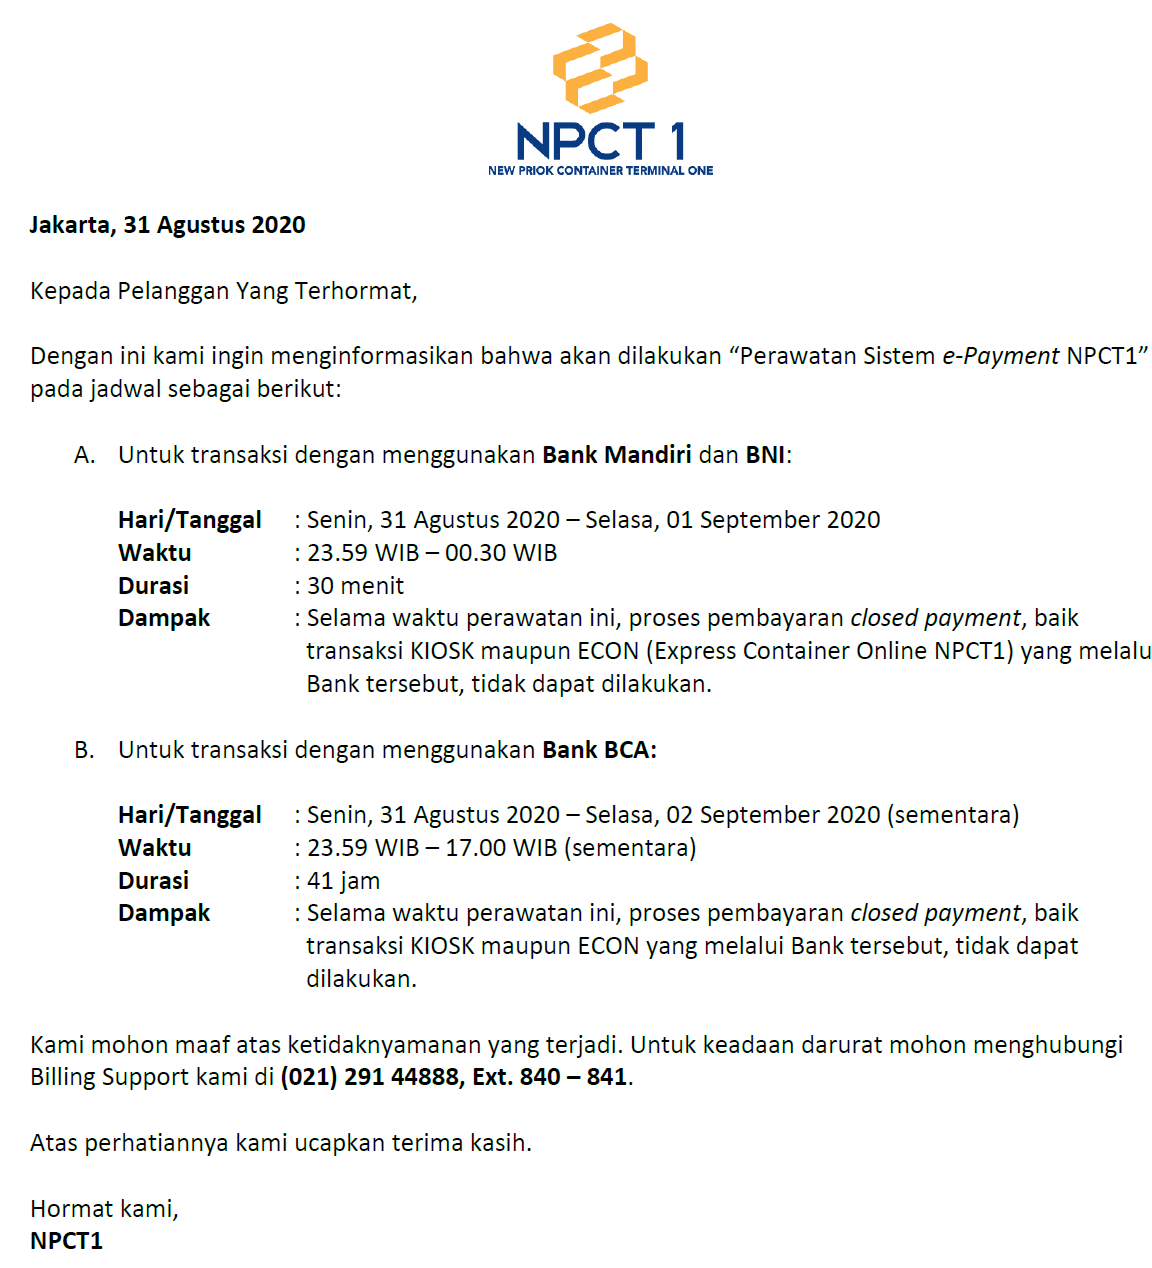 NPCT 1
NEW PRIOK CONTAINER TERMINAL ONE
Jakarta, 31 Agustus 2020
Kepada Pelanggan Yang Terhormat,
Dengan ini kami ingin menginformasikan bahwa akan dilakukan “Perawatan Sistem e-Payment NPCT1”
pada jadwal sebagai berikut:
A. Untuk transaksi dengan menggunakan Bank Mandiri dan BNI:
Hari/Tanggal : Senin, 31 Agustus 2020 – Selasa, 01 September 2020
Waktu : 23.59 WIB – 00.30 WIB
Durasi : 30 menit
Dampak : Selama waktu perawatan ini, proses pembayaran closed payment, baik
transaksi KIOSK maupun ECON (Express Container Online NPCT1) yang melalu
Bank tersebut, tidak dapat dilakukan.
B. Untuk transaksi dengan menggunakan Bank BCA:
Hari/Tanggal : Senin, 31 Agustus 2020 – Selasa, 02 September 2020 (sementara)
Waktu : 23.59 WIB – 17.00 WIB (sementara)
Durasi : 41 jam
Dampak : Selama waktu perawatan ini, proses pembayaran closed payment, baik
transaksi KIOSK maupun ECON yang melalui Bank tersebut, tidak dapat
dilakukan.
Kami mohon maaf atas ketidaknyamanan yang terjadi. Untuk keadaan darurat mohon menghubungi
Billing Support kami di (021) 291 44888, Ext. 840 – 841.
Atas perhatiannya kami ucapkan terima kasih.
Hormat kami,
NPCT1